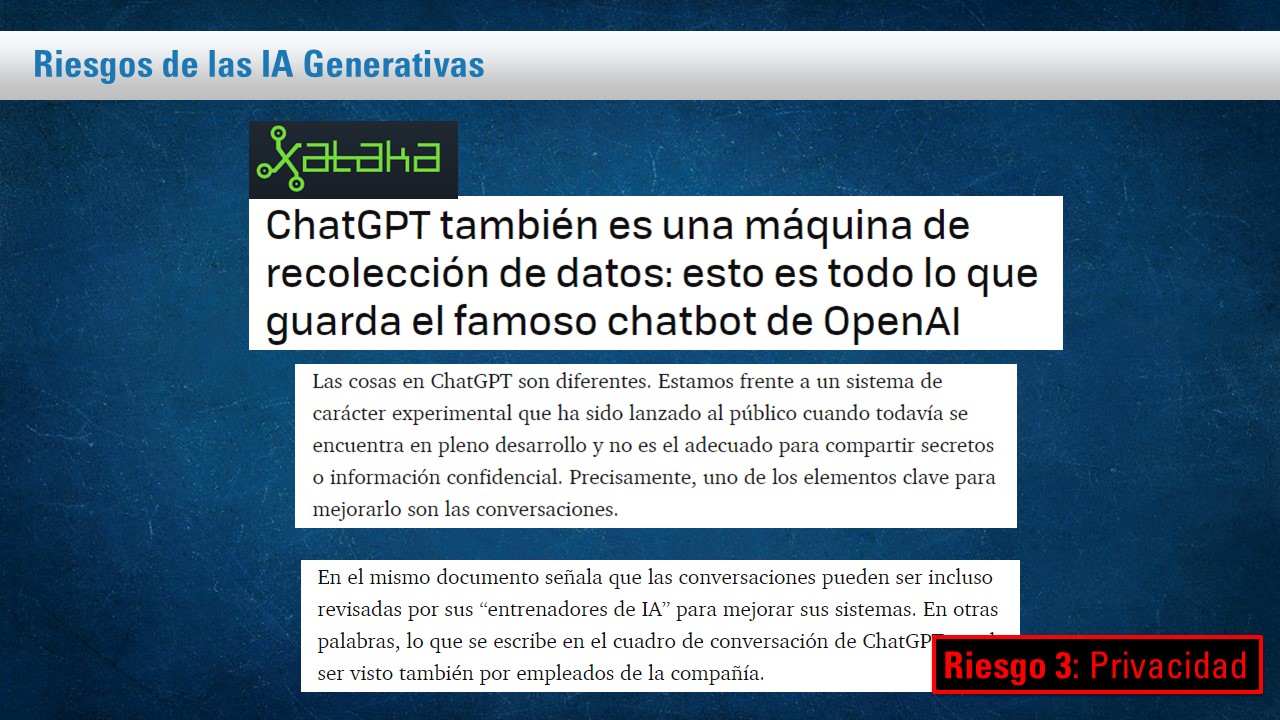 Riesgos de las IA Generativas
xataka
ChatGPT también es una máquina de
recolección de datos: esto es todo lo que
guarda el famoso chatbot de OpenAI
Las cosas en ChatGPT son diferentes. Estamos frente a un sistema de
carácter experimental que ha sido lanzado al público cuando todavía se
encuentra en pleno desarrollo y no es el adecuado para compartir secretos
o información confidencial. Precisamente, uno de los elementos clave para
mejorarlo son las conversaciones.
En el mismo documento señala que las conversaciones pueden ser incluso
revisadas por sus “entrenadores de IA” para mejorar sus sistemas. En otras
palabras, lo que se escribe en el cuadro de conversación de ChatGPT
ser visto también por empleados de la compañía.
Riesgo 3: Privacidad